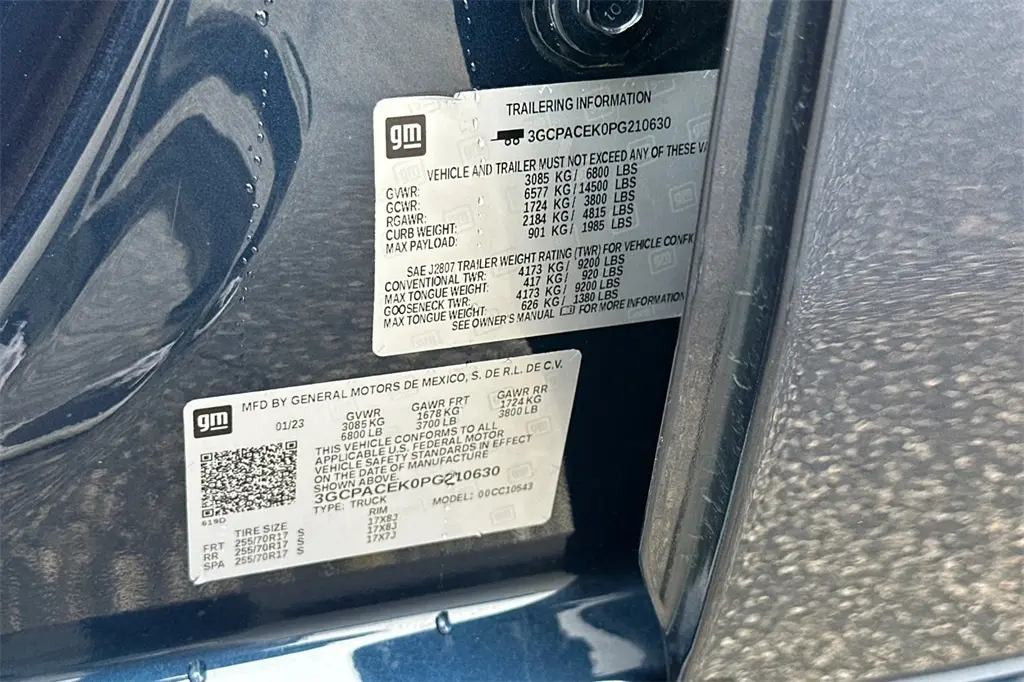 10
TRAILERING INFORMATION
gm
3GCPACEK0PG210630
VEHICLE AND TRAILER MUST NOT EXCEED ANY OF THESE VA
GVWR: 3085 KG/ 6800 LBS
GCWR: 6577 KG/14500 LBS
RGAWR: 1724 KG/ 3800 LBS
CURB WEIGHT: 2184 KG/ 4815 LBS
MAX PAYLOAD: 901 KG/ 1985 LBS
SAE J2807 TRAILER WEIGHT RATING (TWR) FOR VEHICLE CONFI
CONVENTIONAL TWR: 4173 KG/ 9200 LBS
MAX TONGUE WEIGHT: 417 KG/ 920 LBS
GOOSENECK TWR: 4173 KG/ 9200 LBS
MAX TONGUE WEIGHT: 626 KG/ 1380 LBS
SEE OWNER'S MANUAL FOR MORE INFORMATION
gm
MFD BY GENERAL MOTORS DE MEXICO, S. DE R.L. DE C.V.
01/23 GVWR GAWR FRT GAWR RR
3085 KG 1678 KG 1724 KG
6800 LB 3700 LB 3800 LB
THIS VEHICLE CONFORMS TO ALL
APPLICABLE U.S. FEDERAL MOTOR
VEHICLE SAFETY STANDARDS IN EFFECT
ON THE DATE OF MANUFACTURE
SHOWN ABOVE.
3GCPACEK0PG210630
TYPE: TRUCK MODEL: 00CC10543
619D
TIRE SIZE RIM
FRT 255/70R17 S 17X8J
RR 255/70R17 S 17X8J
SPA 255/70R17 S 17X7J